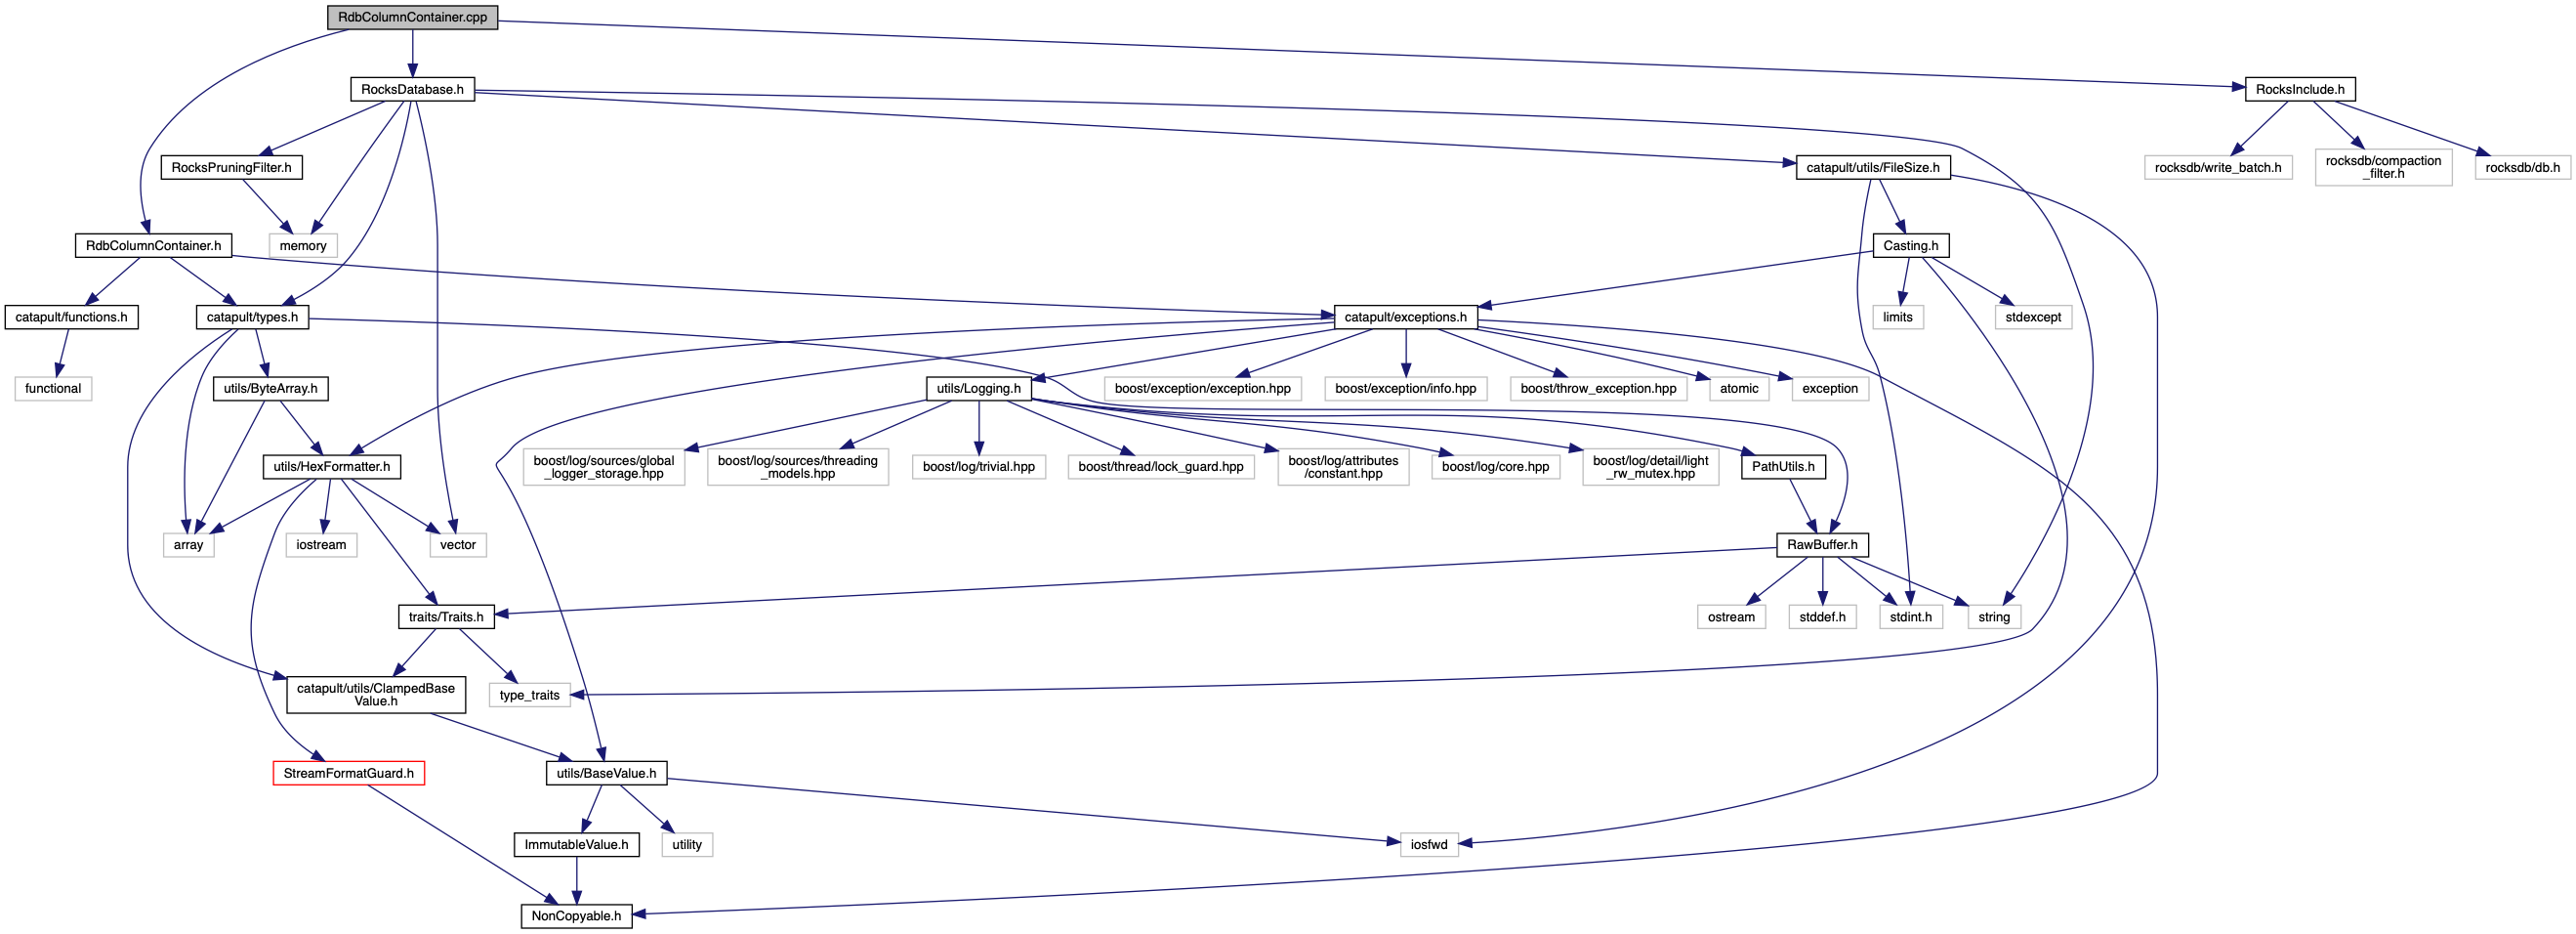 RdbColumnContainer.cpp
RocksDatabase.h
RocksInclude.h
RocksPruningFilter.h
catapult/utils/FileSize.h
rocksdb/write_batch.h
rocksdb/compaction
_filter.h
rocksdb/db.h
RdbColumnContainer.h
memory
Casting.h
catapult/functions.h
catapult/types.h
catapult/exceptions.h
limits
stdexcept
functional
utils/ByteArray.h
utils/Logging.h
boost/exception/exception.hpp
boost/exception/info.hpp
boost/throw_exception.hpp
atomic
exception
utils/HexFormatter.h
boost/log/sources/global
_logger_storage.hpp
boost/log/sources/threading
_models.hpp
boost/log/trivial.hpp
boost/thread/lock_guard.hpp
boost/log/attributes
/constant.hpp
boost/log/core.hpp
boost/log/detail/light
_rw_mutex.hpp
PathUtils.h
array
iostream
vector
RawBuffer.h
traits/Traits.h
ostream
stddef.h
stdint.h
string
catapult/utils/ClampedBase
Value.h
type_traits
StreamFormatGuard.h
utils/BaseValue.h
ImmutableValue.h
utility
iosfwd
NonCopyable.h